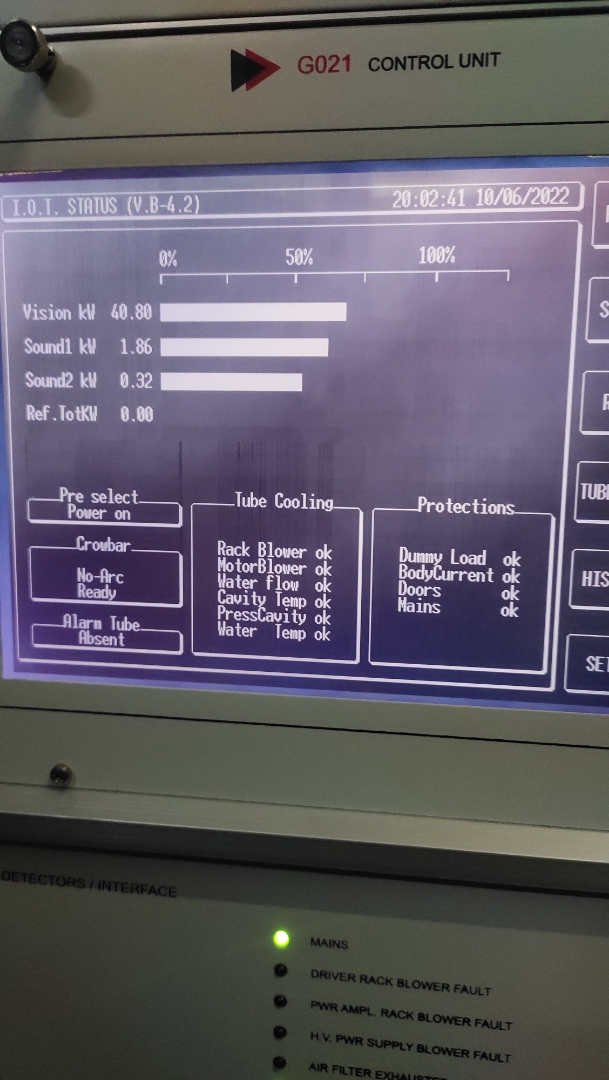 G021 CONTROL UNIT
I.O.T. STATUS (V.B-4.2) 20:02:41 10/06/2022
0% 50% 100%
Vision kW 40.80
Sound1 kW 1.86
Sound2 kW 0.32
Ref.TotKW 0.00
Pre select
Power on
Crowbar
No-Arc
Ready
Alarm Tube
Absent
Tube Cooling
Rack Blower ok
MotorBlower ok
Water flow ok
Cavity Temp ok
PressCavity ok
Water Temp ok
Protections
Dummy Load ok
BodyCurrent ok
Doors ok
Mains ok
HIS
DETECTORS / INTERFACE
MAINS
DRIVER RACK BLOWER FAULT
PWR AMPL. RACK BLOWER FAULT
H.V. PWR SUPPLY BLOWER FAULT
AIR FILTER